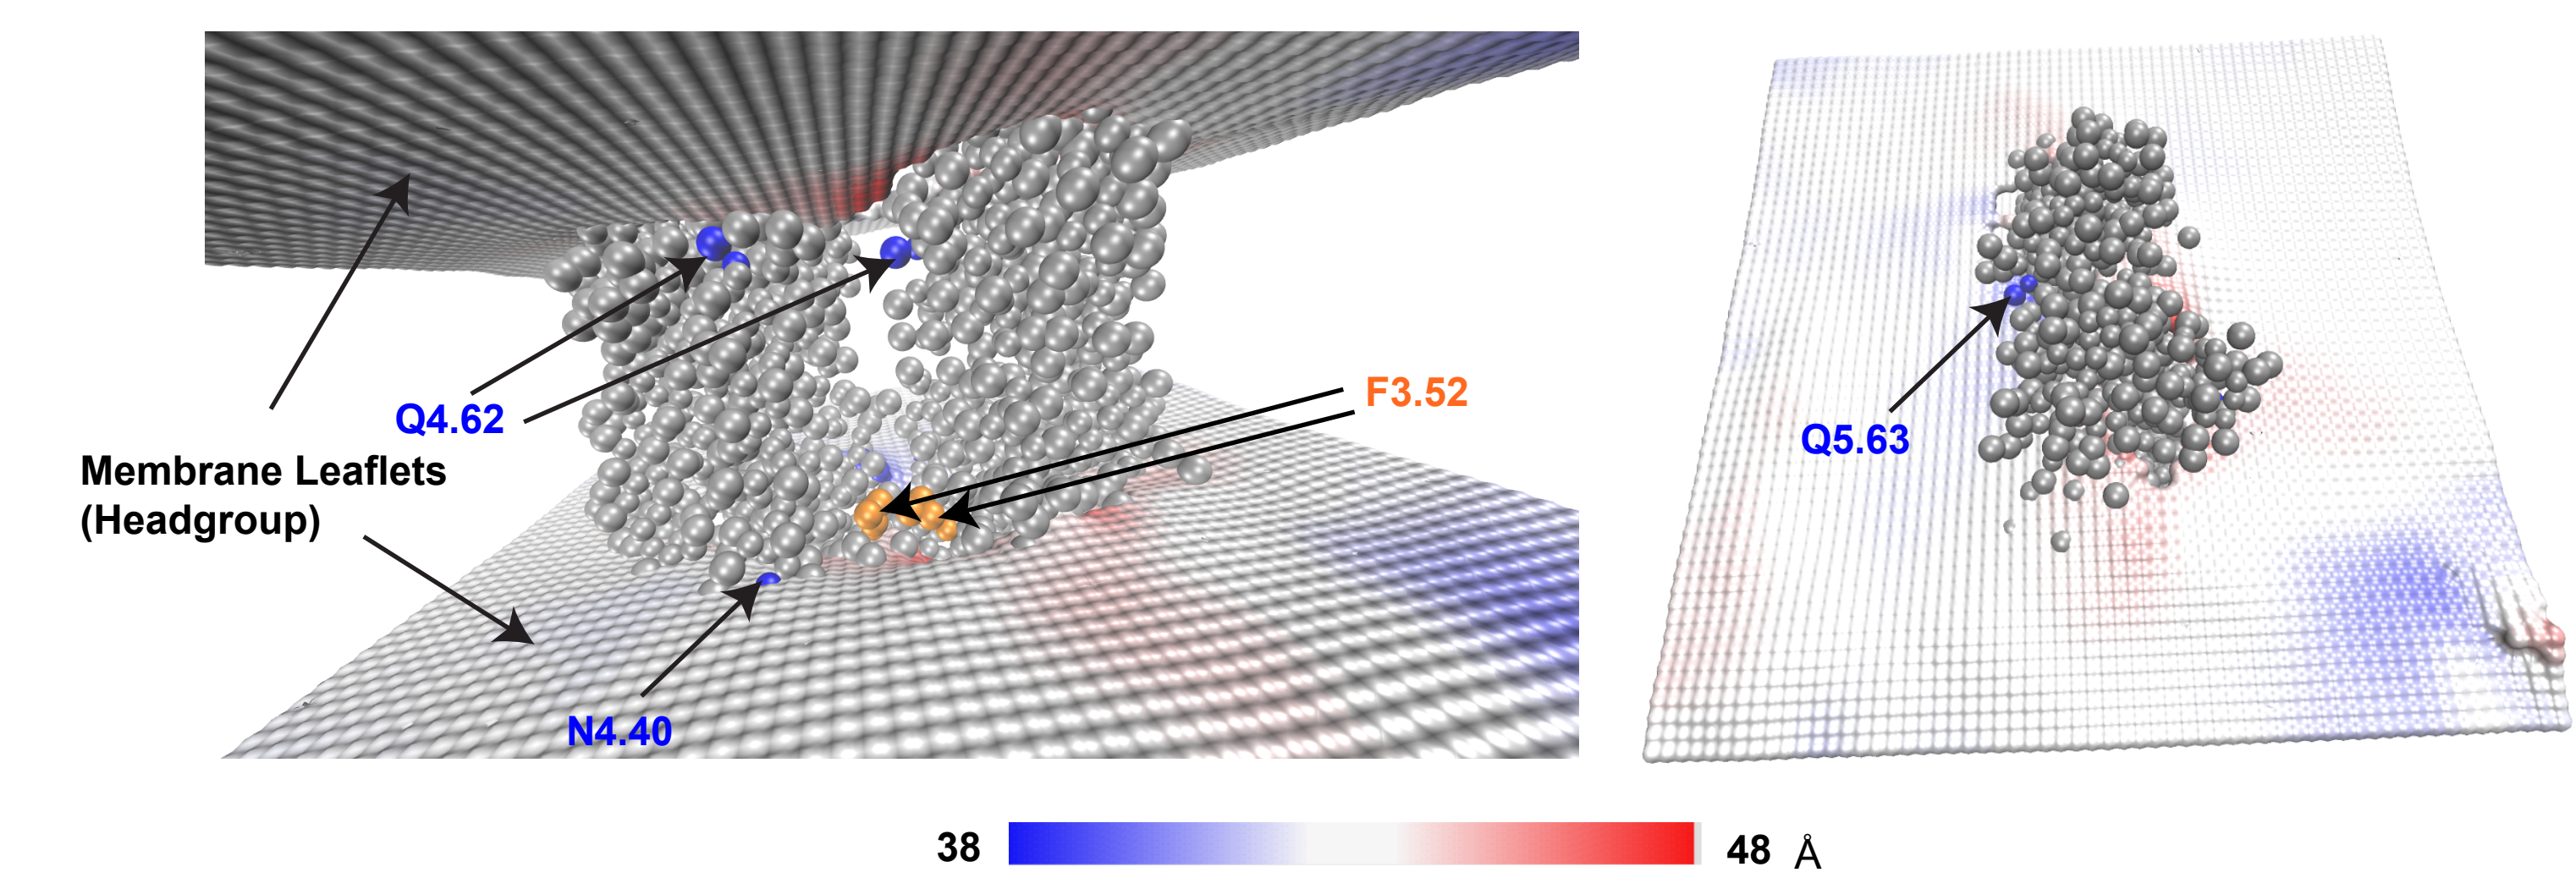 Q4.62
F3.52
Membrane Leaflets
(Headgroup)
N4.40
Q5.63
38
48 Å